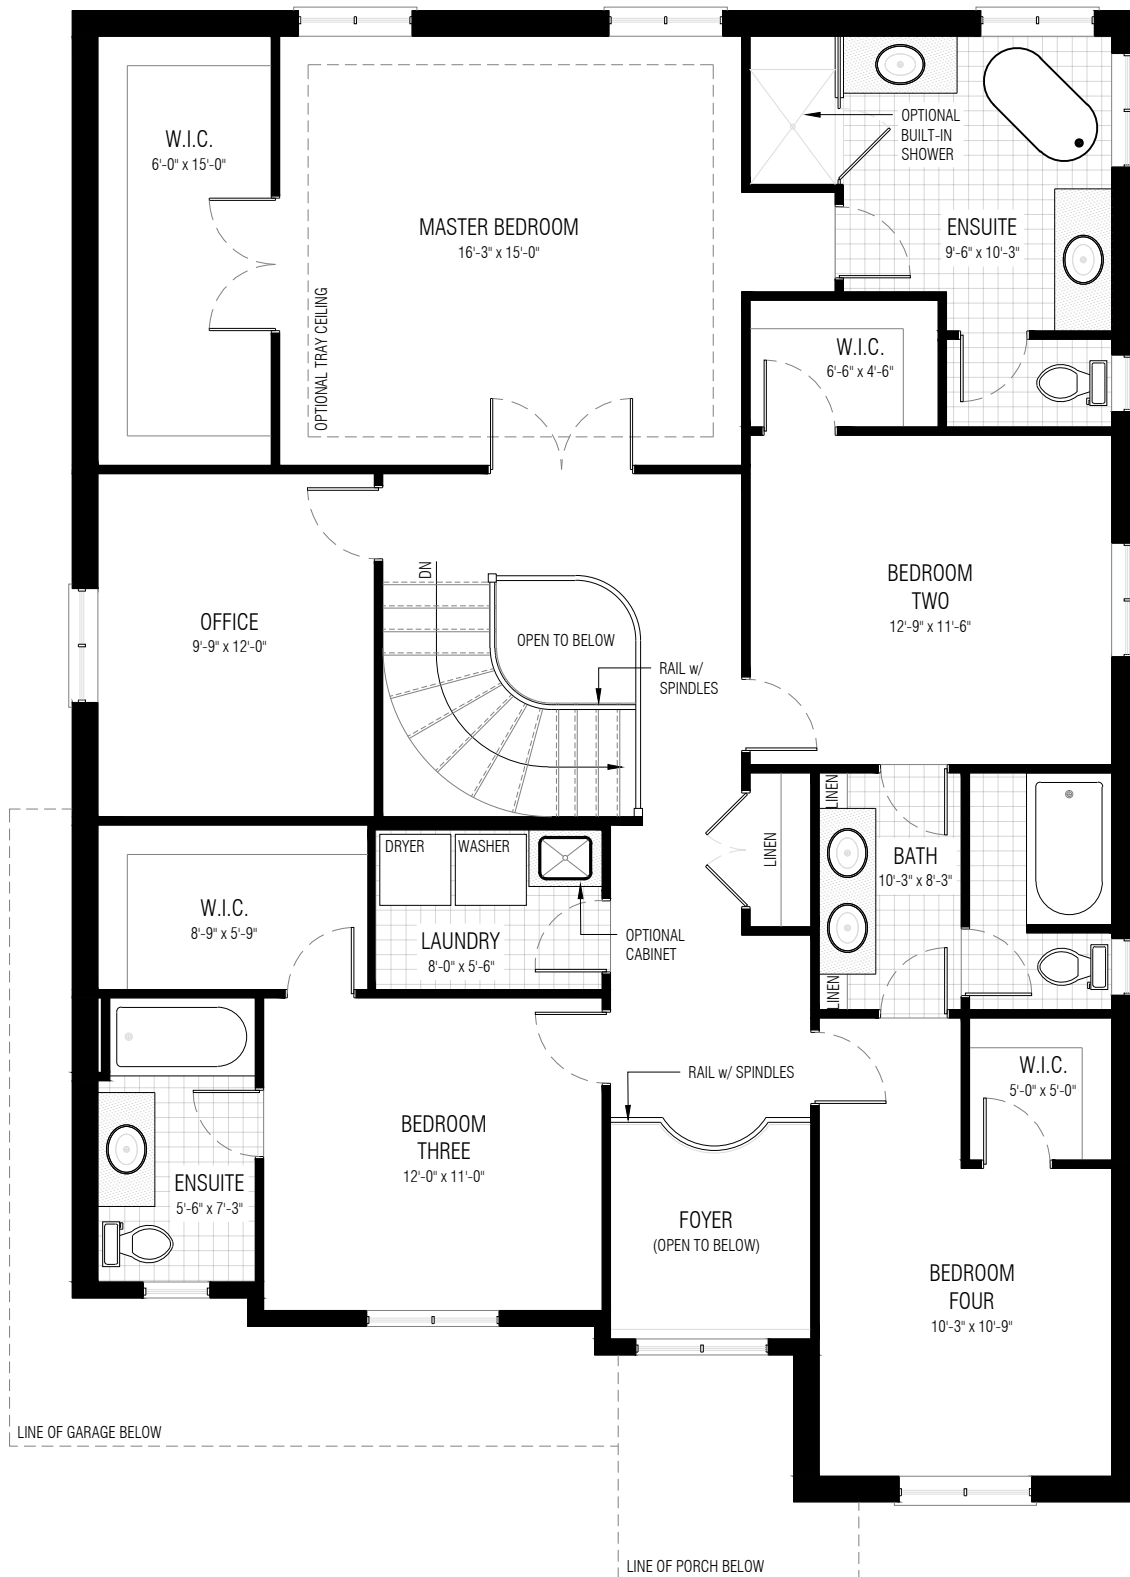 W.I.C.
6'-0" x 15'-0"
MASTER BEDROOM
16'-3" x 15'-0"
OPTIONAL TRAY CEILING
OPTIONAL
BUILT-IN
SHOWER
ENSUITE
9'-6" x 10'-3"
W.I.C.
6'-6" x 4'-6"
OFFICE
9'-9" x 12'-0"
DN
OPEN TO BELOW
RAIL w/
SPINDLES
BEDROOM
TWO
12'-9" x 11'-6"
DRYER
WASHER
LINEN
LINEN
BATH
10'-3" x 8'-3"
LINEN
W.I.C.
8'-9" x 5'-9"
LAUNDRY
8'-0" x 5'-6"
OPTIONAL
CABINET
RAIL w/ SPINDLES
W.I.C.
5'-0" x 5'-0"
BEDROOM
THREE
12'-0" x 11'-0"
ENSUITE
5'-6" x 7'-3"
FOYER
(OPEN TO BELOW)
BEDROOM
FOUR
10'-3" x 10'-9"
LINE OF GARAGE BELOW
LINE OF PORCH BELOW